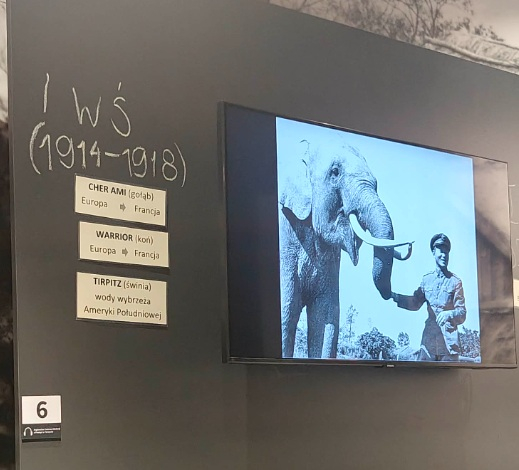 I WŚ
(1914-1918)
CHER AMI (gołąb)
Europa ➡ Francja
WARRIOR (koń)
Europa ➡ Francja
TIRPITZ (świnia)
wody wybrzeża
Ameryki Południowej
6